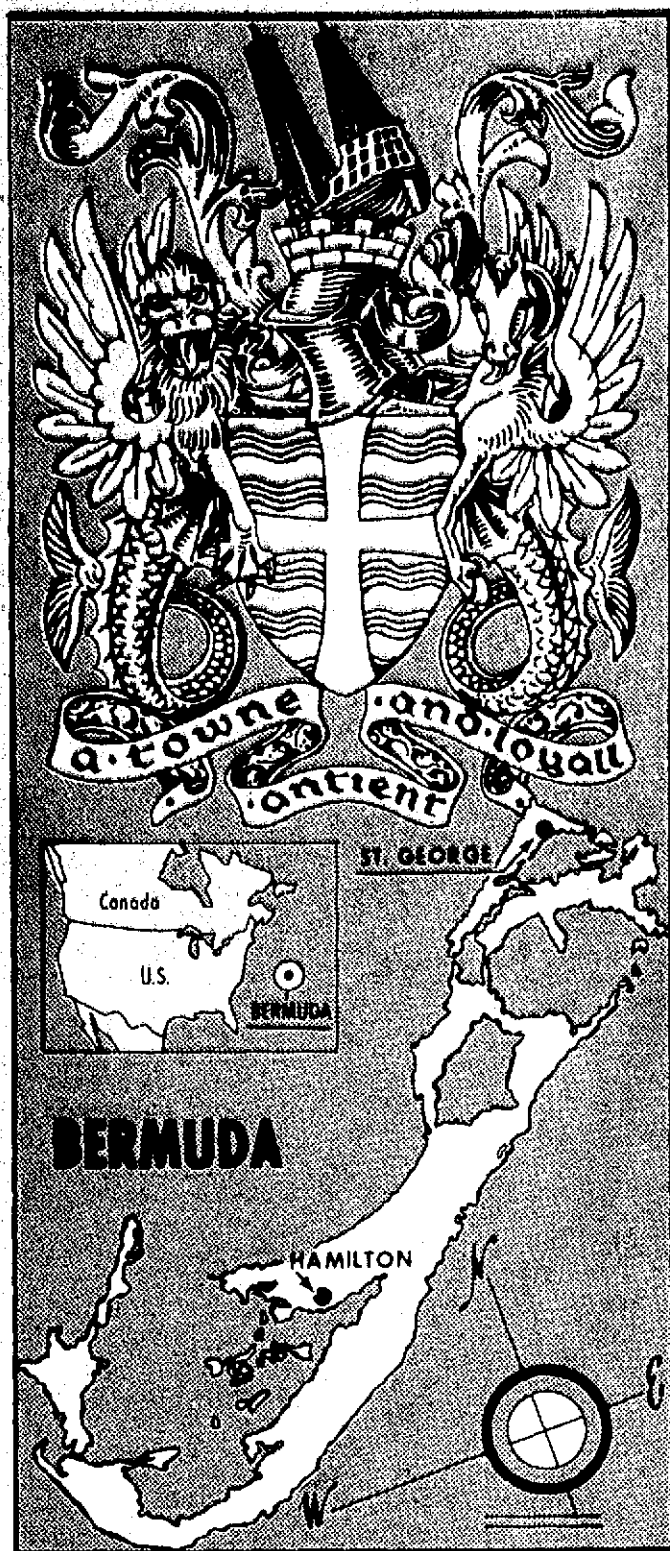 a·towne
·antient
·and·loyall
ST. GEORGE
Canada
U.S.
BERMUDA
BERMUDA
HAMILTON
N
E
W